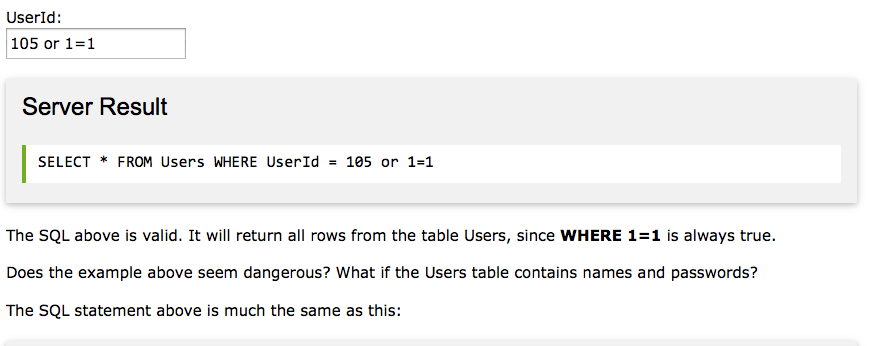 UserId:
105 or 1=1
Server Result
SELECT * FROM Users WHERE UserId = 105 or 1=1
The SQL above is valid. It will return all rows from the table Users, since WHERE 1=1 is always true.
Does the example above seem dangerous? What if the Users table contains names and passwords?
The SQL statement above is much the same as this: